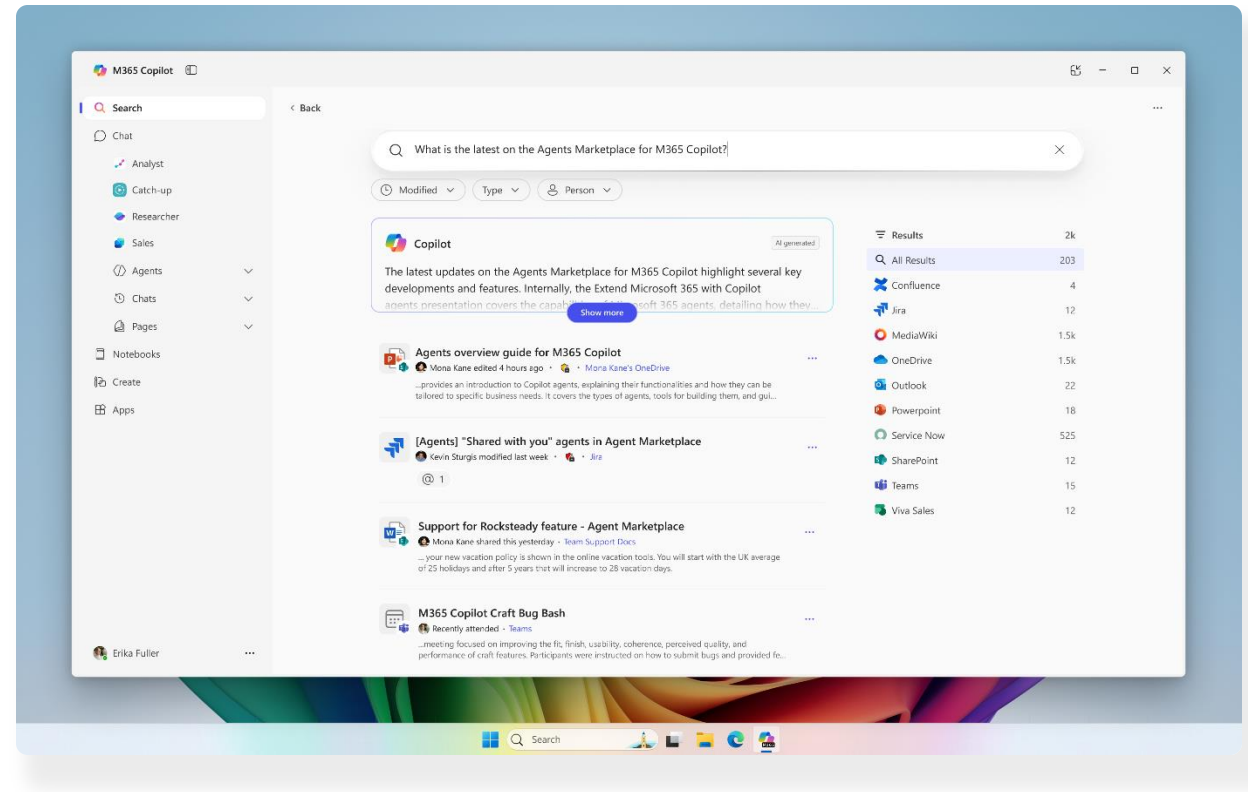 M365 Copilot
Search
Chat
Analyst
Catch-up
Researcher
Sales
Agents
Chats
Pages
Notebooks
Create
Apps
Erika Fuller
Back
What is the latest on the Agents Marketplace for M365 Copilot?
Modified
Type
Person
Copilot
AI generated
The latest updates on the Agents Marketplace for M365 Copilot highlight several key
developments and features. Internally, the Extend Microsoft 365 with Copilot
agents presentation covers the 365 agents, detailing how they...
Show more
Agents overview guide for M365 Copilot
Mona Kane edited 4 hours ago • • Mona Kane's OneDrive
...provides an introduction to Copilot agents, explaining their functionalities and how they can be
tailored to specific business needs. It covers the types of agents, tools for building them, and gui...
[Agents] "Shared with you" agents in Agent Marketplace
Kevin Sturgis modified last week • • Jira
@ 1
Support for Rocksteady feature - Agent Marketplace
Mona Kane shared this yesterday • Team Support Docs
... your new vacation policy is shown in the online vacation tools. You will start with the UK average
of 25 holidays and after 5 years that will increase to 28 vacation days.
M365 Copilot Craft Bug Bash
Recently attended • Teams
...meeting focused on improving the fit, finish, usability, coherence, perceived quality, and
performance of craft features. Participants were instructed on how to submit bugs and provided fe...
Results 2k
All Results 203
Confluence 4
Jira 12
MediaWiki 1.5k
OneDrive 1.5k
Outlook 22
Powerpoint 18
Service Now 525
SharePoint 12
Teams 15
Viva Sales 12
Search